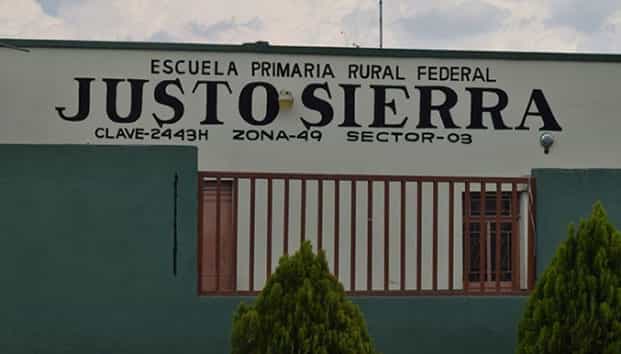 ESCUELA PRIMARIA RURAL FEDERAL
JUSTO SIERRA
CLAVE-2443H ZONA-49 SECTOR-03